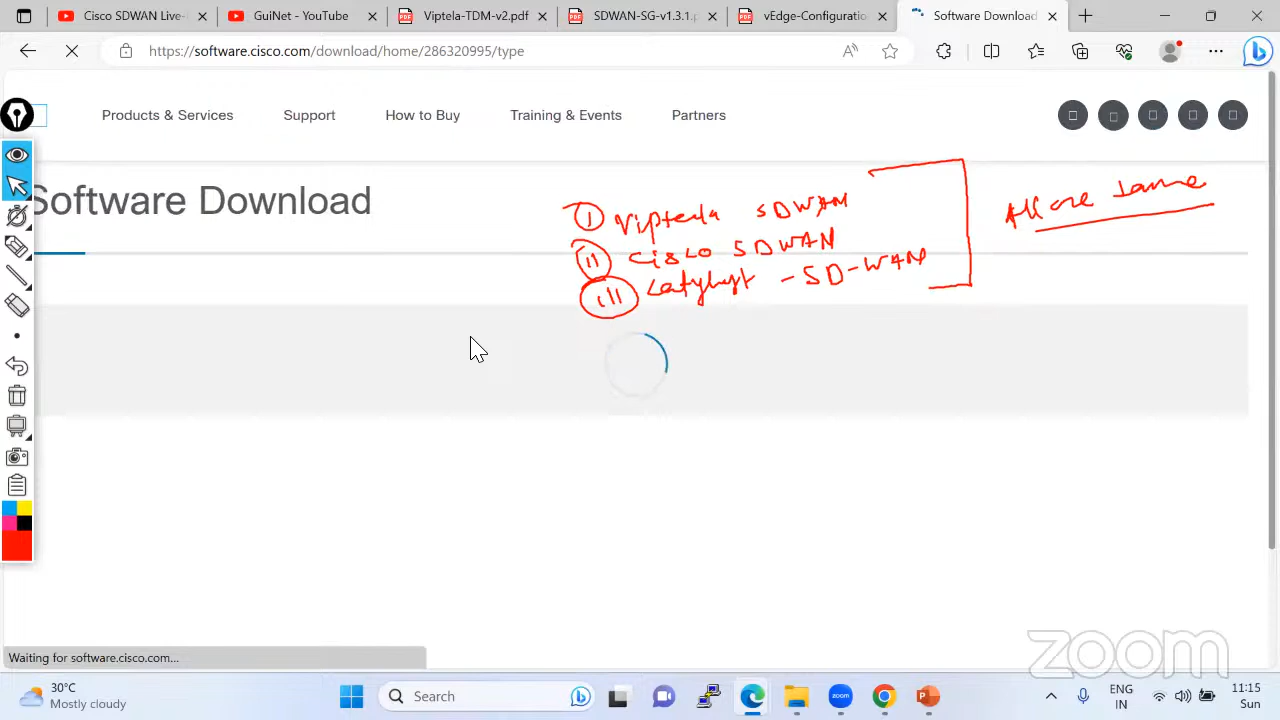 Cisco SDWAN Live-
GuiNet - YouTube
Viptela-TDM-v2.pdf
SDWAN-SG-v1.3.1.p
vEdge-Configuratio
Software Download
https://software.cisco.com/download/home/286320995/type
Products & Services
Support
How to Buy
Training & Events
Partners
Software Download
I Viptela SDWAN
II Cisco SDWAN
III Catylyst - SD-WAN
All are same
Waiting for software.cisco.com...
zoom
30°C
Mostly cloudy
Search
ENG
IN
11:15
Sun